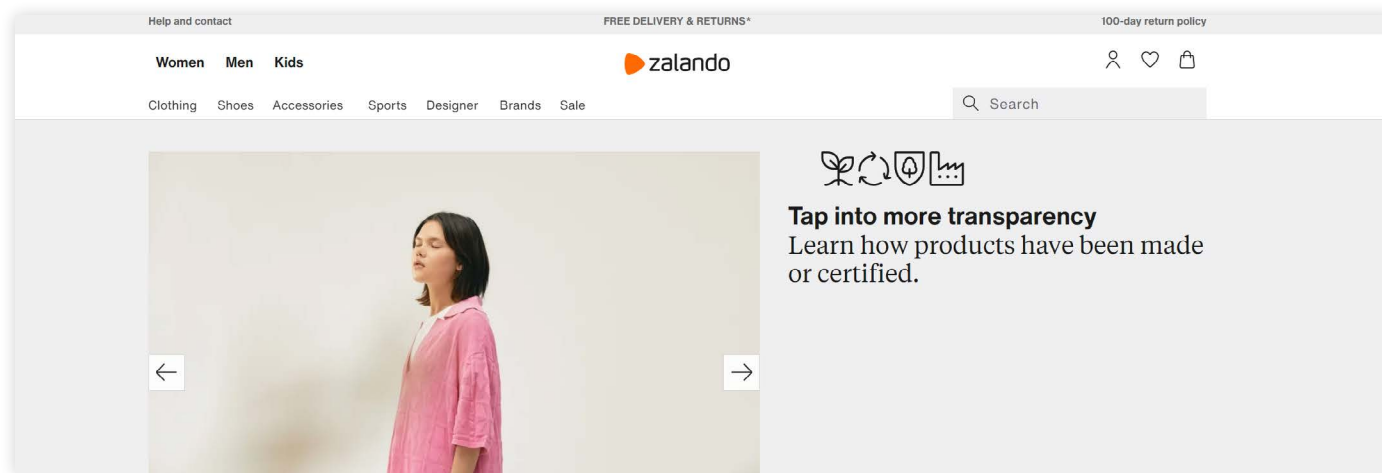 Help and contact
FREE DELIVERY & RETURNS*
100-day return policy
Women Men Kids
zalando
Clothing Shoes Accessories Sports Designer Brands Sale
Search
Tap into more transparency
Learn how products have been made
or certified.